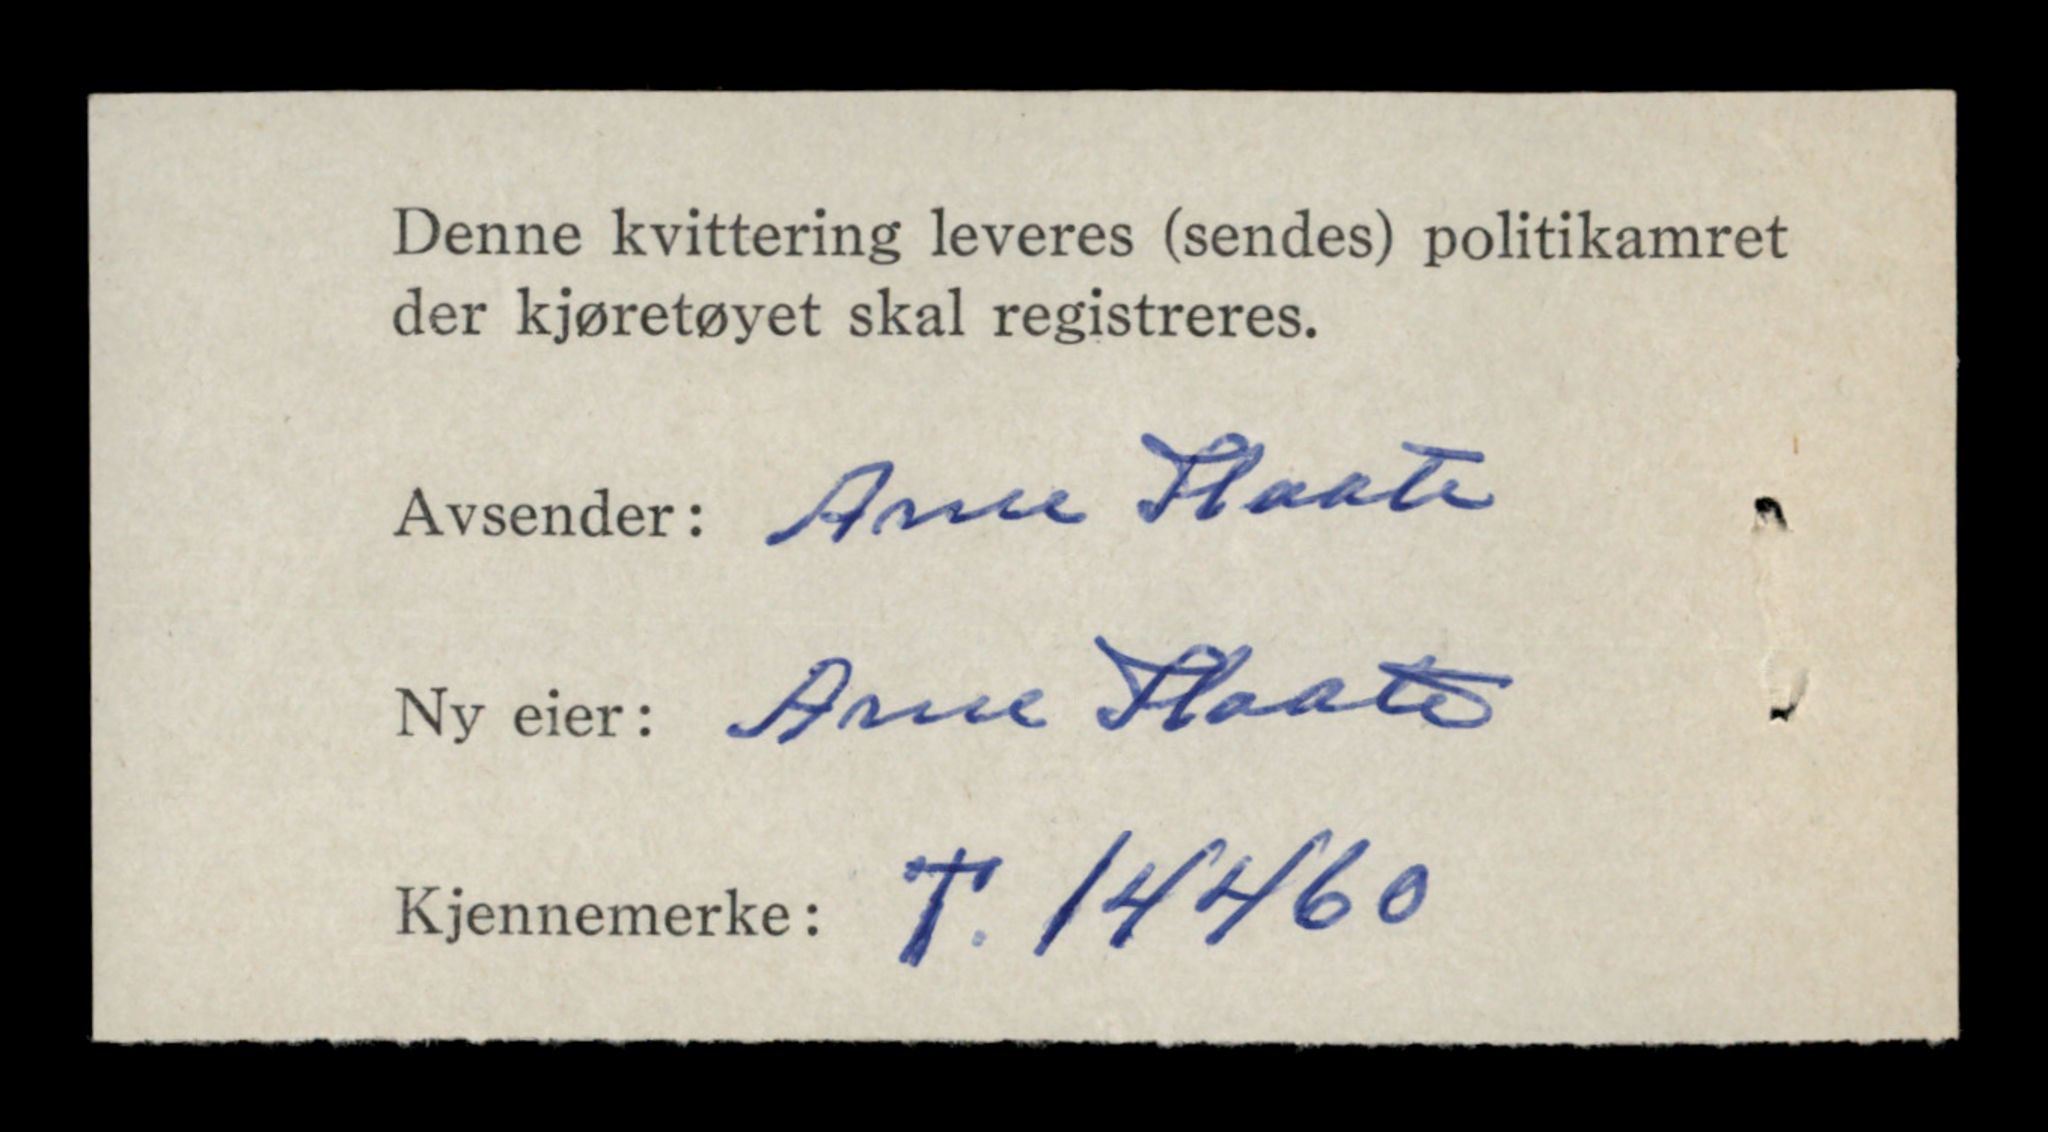 Denne kvittering leveres (sendes) politikamret
der kjøretøyet skal registreres.
Avsender: Arne Flaate
Ny eier: Arne Flaate
Kjennemerke: T. 14460